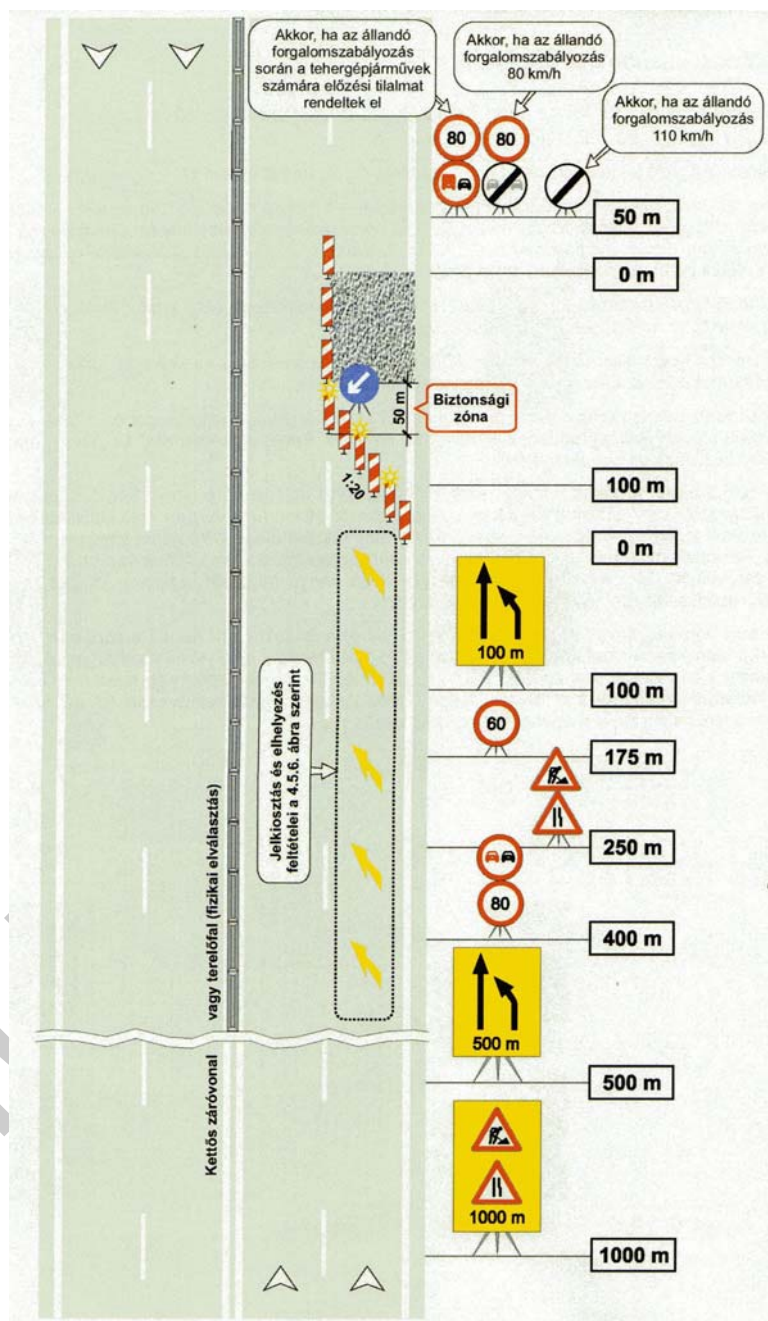 Akkor, ha az állandó
forgalomszabályozás
során a tehergépjárművek
számára előzési tilalmat
rendeltek el
Akkor, ha az állandó
forgalomszabályozás
80 km/h
Akkor, ha az állandó
forgalomszabályozás
110 km/h
80
80
50 m
0 m
50 m
Biztonsági
zóna
1:20
100 m
0 m
100 m
100 m
60
175 m
250 m
80
400 m
Jelkiosztás és elhelyezés
feltételei a 4.5.6. ábra szerint
vagy terelőfal (fizikai elválasztás)
500 m
500 m
Kettős záróvonal
1000 m
1000 m